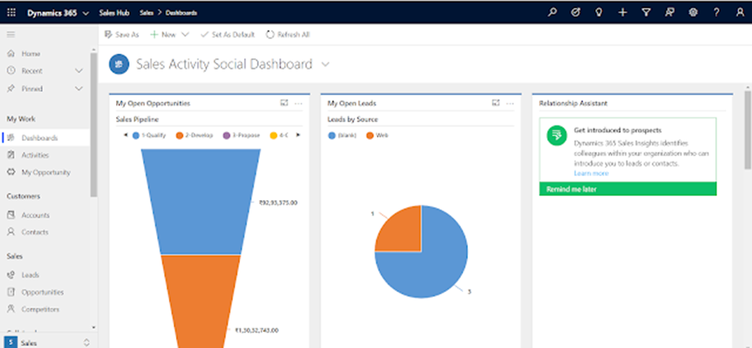 Dynamics 365 Sales Hub Sales > Dashboards
Save As New Set As Default Refresh All
Home
Recent
Pinned
My Work
Dashboards
Activities
My Opportunity
Customers
Accounts
Contacts
Sales
Leads
Opportunities
Competitors
S Sales
Sales Activity Social Dashboard
My Open Opportunities
Sales Pipeline
1-Qualify 2-Develop 3-Propose 4-C
₹92,93,375.00
₹1,30,32,742.00
My Open Leads
Leads by Source
(blank) Web
1
3
Relationship Assistant
Get introduced to prospects
Dynamics 365 Sales Insights identifies
colleagues within your organization who can
introduce you to leads or contacts.
Learn more
Remind me later